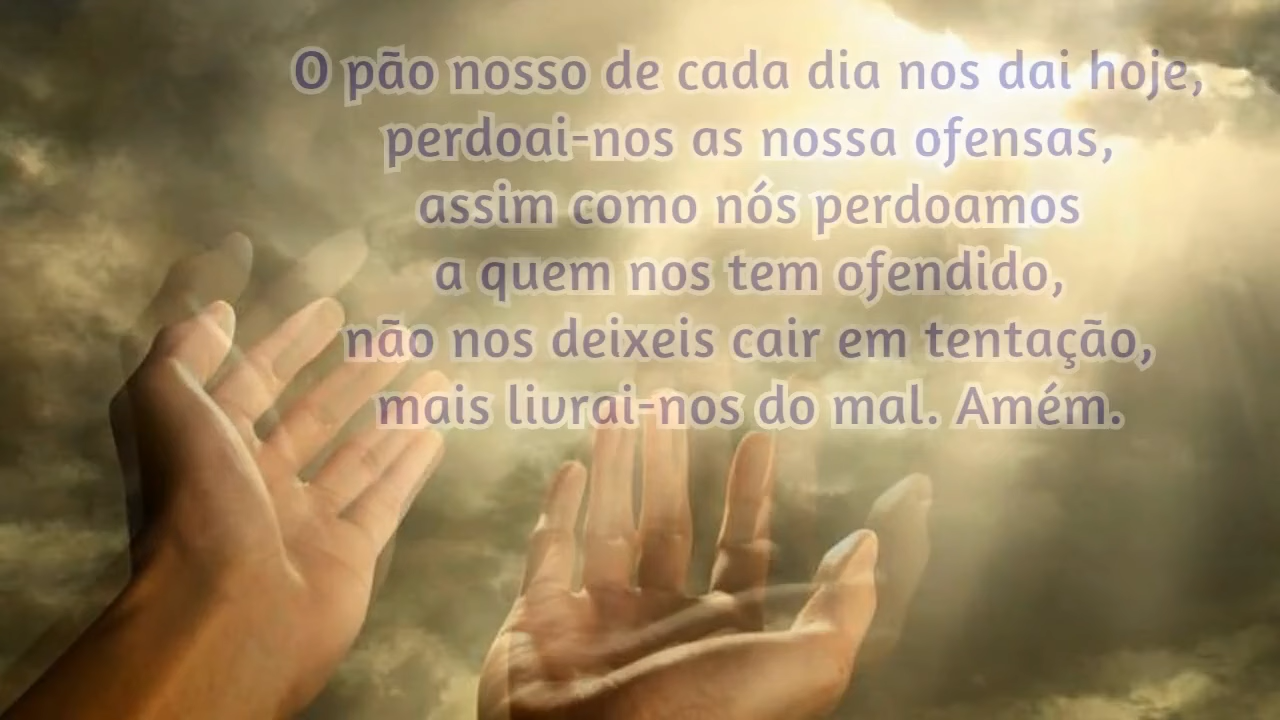 O pão nosso de cada dia nos dai hoje,
perdoai-nos as nossa ofensas,
assim como nós perdoamos
a quem nos tem ofendido,
não nos deixeis cair em tentação,
mais livrai-nos do mal. Amém.